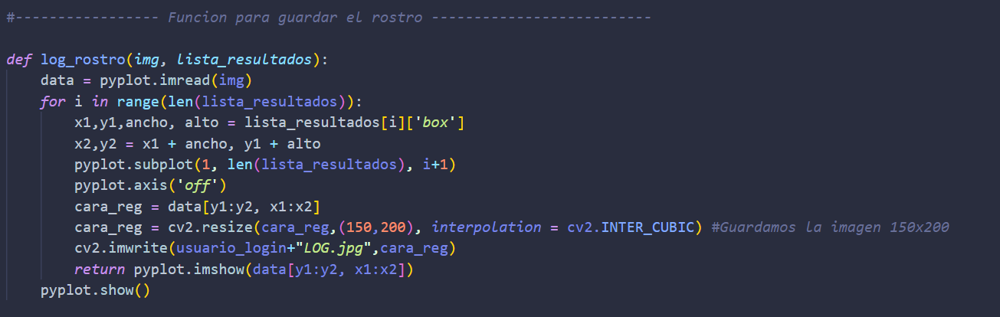 #----------------- Funcion para guardar el rostro --------------------------
def log_rostro(img, lista_resultados):
    data = pyplot.imread(img)
    for i in range(len(lista_resultados)):
        x1,y1,ancho, alto = lista_resultados[i]['box']
        x2,y2 = x1 + ancho, y1 + alto
        pyplot.subplot(1, len(lista_resultados), i+1)
        pyplot.axis('off')
        cara_reg = data[y1:y2, x1:x2]
        cara_reg = cv2.resize(cara_reg,(150,200), interpolation = cv2.INTER_CUBIC) #Guardamos la imagen 150x200
        cv2.imwrite(usuario_login+"LOG.jpg",cara_reg)
        return pyplot.imshow(data[y1:y2, x1:x2])
    pyplot.show()